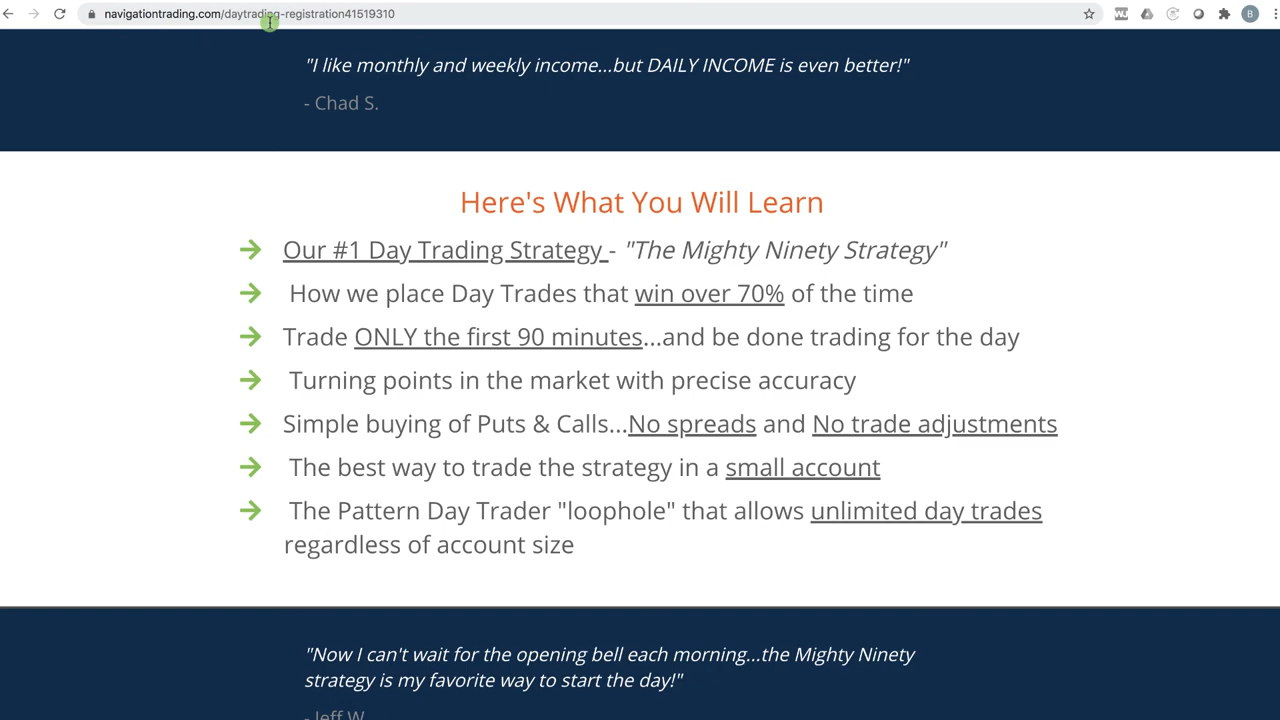 navigationtrading.com/daytrading-registration41519310
B
"I like monthly and weekly income...but DAILY INCOME is even better!"
- Chad S.
Here's What You Will Learn
Our #1 Day Trading Strategy - "The Mighty Ninety Strategy"
How we place Day Trades that win over 70% of the time
Trade ONLY the first 90 minutes...and be done trading for the day
Turning points in the market with precise accuracy
Simple buying of Puts & Calls...No spreads and No trade adjustments
The best way to trade the strategy in a small account
The Pattern Day Trader "loophole" that allows unlimited day trades
regardless of account size
"Now I can't wait for the opening bell each morning...the Mighty Ninety
strategy is my favorite way to start the day!"
- Jeff W.